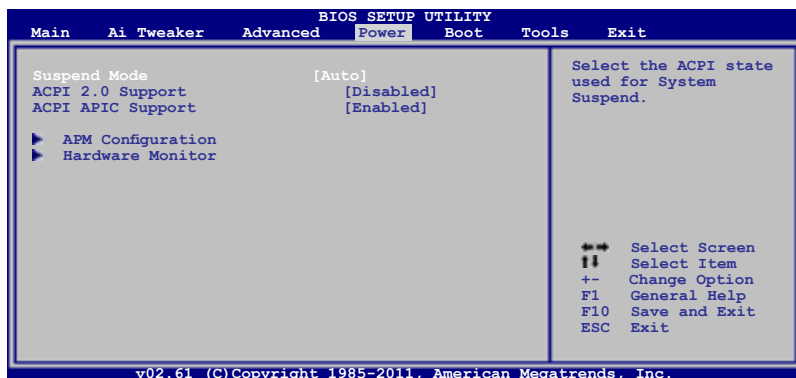 BIOS SETUP UTILITY
Main Ai Tweaker Advanced Power Boot Tools Exit
Suspend Mode [Auto]
ACPI 2.0 Support [Disabled]
ACPI APIC Support [Enabled]
APM Configuration
Hardware Monitor
Select the ACPI state
used for System
Suspend.
Select Screen
Select Item
+- Change Option
F1 General Help
F10 Save and Exit
ESC Exit
v02.61 (C)Copyright 1985-2011, American Megatrends, Inc.